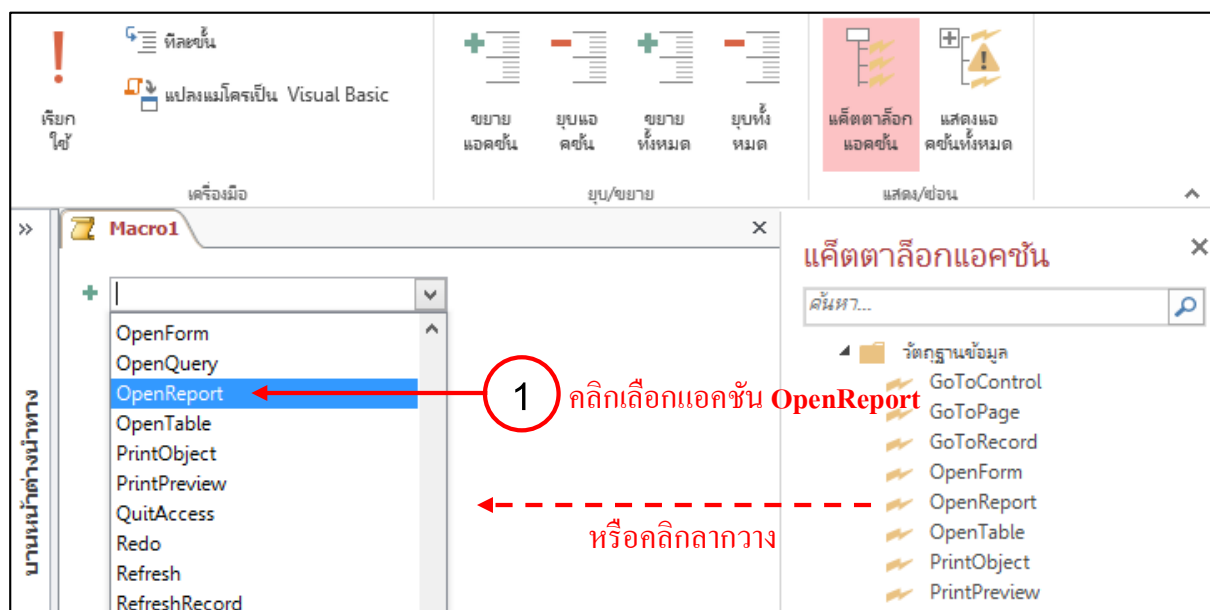 ทีละขั้น
แปลงแมโครเป็น Visual Basic
เรียก
ใช้
ขยาย
แอคชั่น
ยุบแอ
คชั่น
ขยาย
ทั้งหมด
ยุบทั้ง
หมด
แค็ตตาล็อก
แอคชั่น
แสดงแอ
คชั่นทั้งหมด
เครื่องมือ
ยุบ/ขยาย
แสดง/ซ่อน
บานหน้าต่างนำทาง
Macro1
OpenForm
OpenQuery
OpenReport
OpenTable
PrintObject
PrintPreview
QuitAccess
Redo
Refresh
RefreshRecord
1
คลิกเลือกแอคชัน OpenReport
หรือคลิกลากวาง
แค็ตตาล็อกแอคชัน
ค้นหา...
วัตถุฐานข้อมูล
GoToControl
GoToPage
GoToRecord
OpenForm
OpenReport
OpenTable
PrintObject
PrintPreview